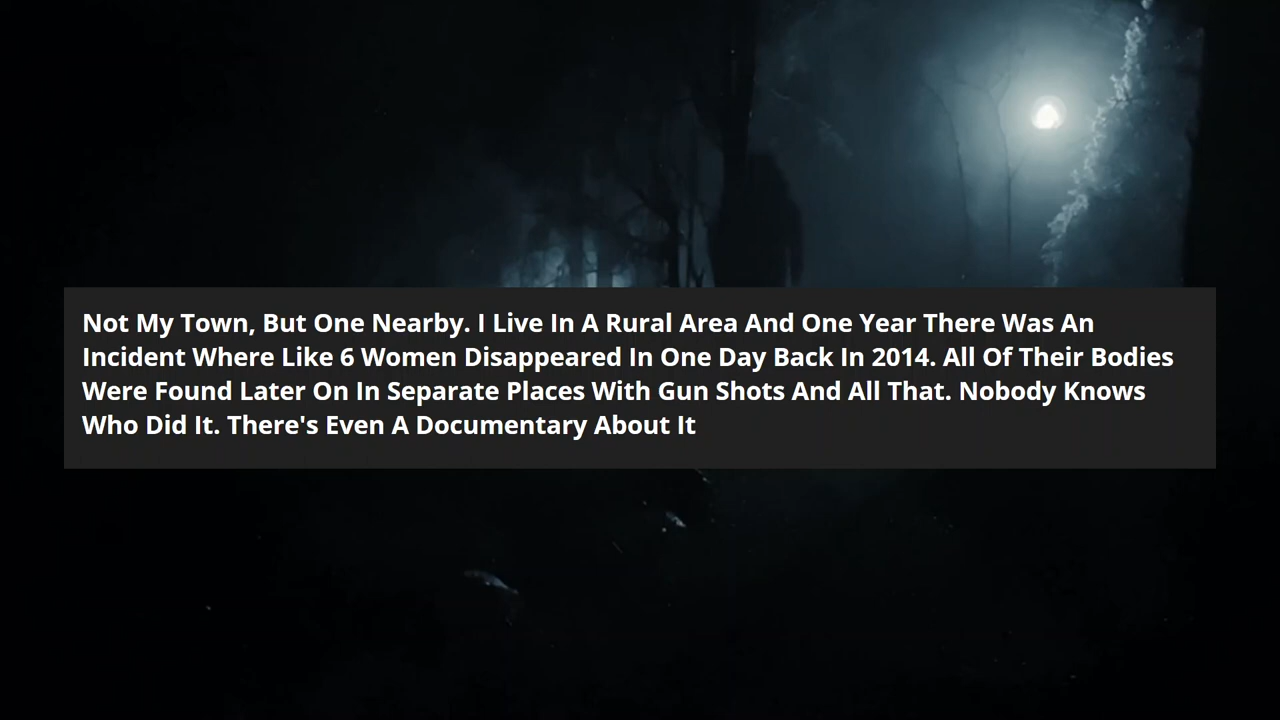 Not My Town, But One Nearby. I Live In A Rural Area And One Year There Was An
Incident Where Like 6 Women Disappeared In One Day Back In 2014. All Of Their Bodies
Were Found Later On In Separate Places With Gun Shots And All That. Nobody Knows
Who Did It. There's Even A Documentary About It